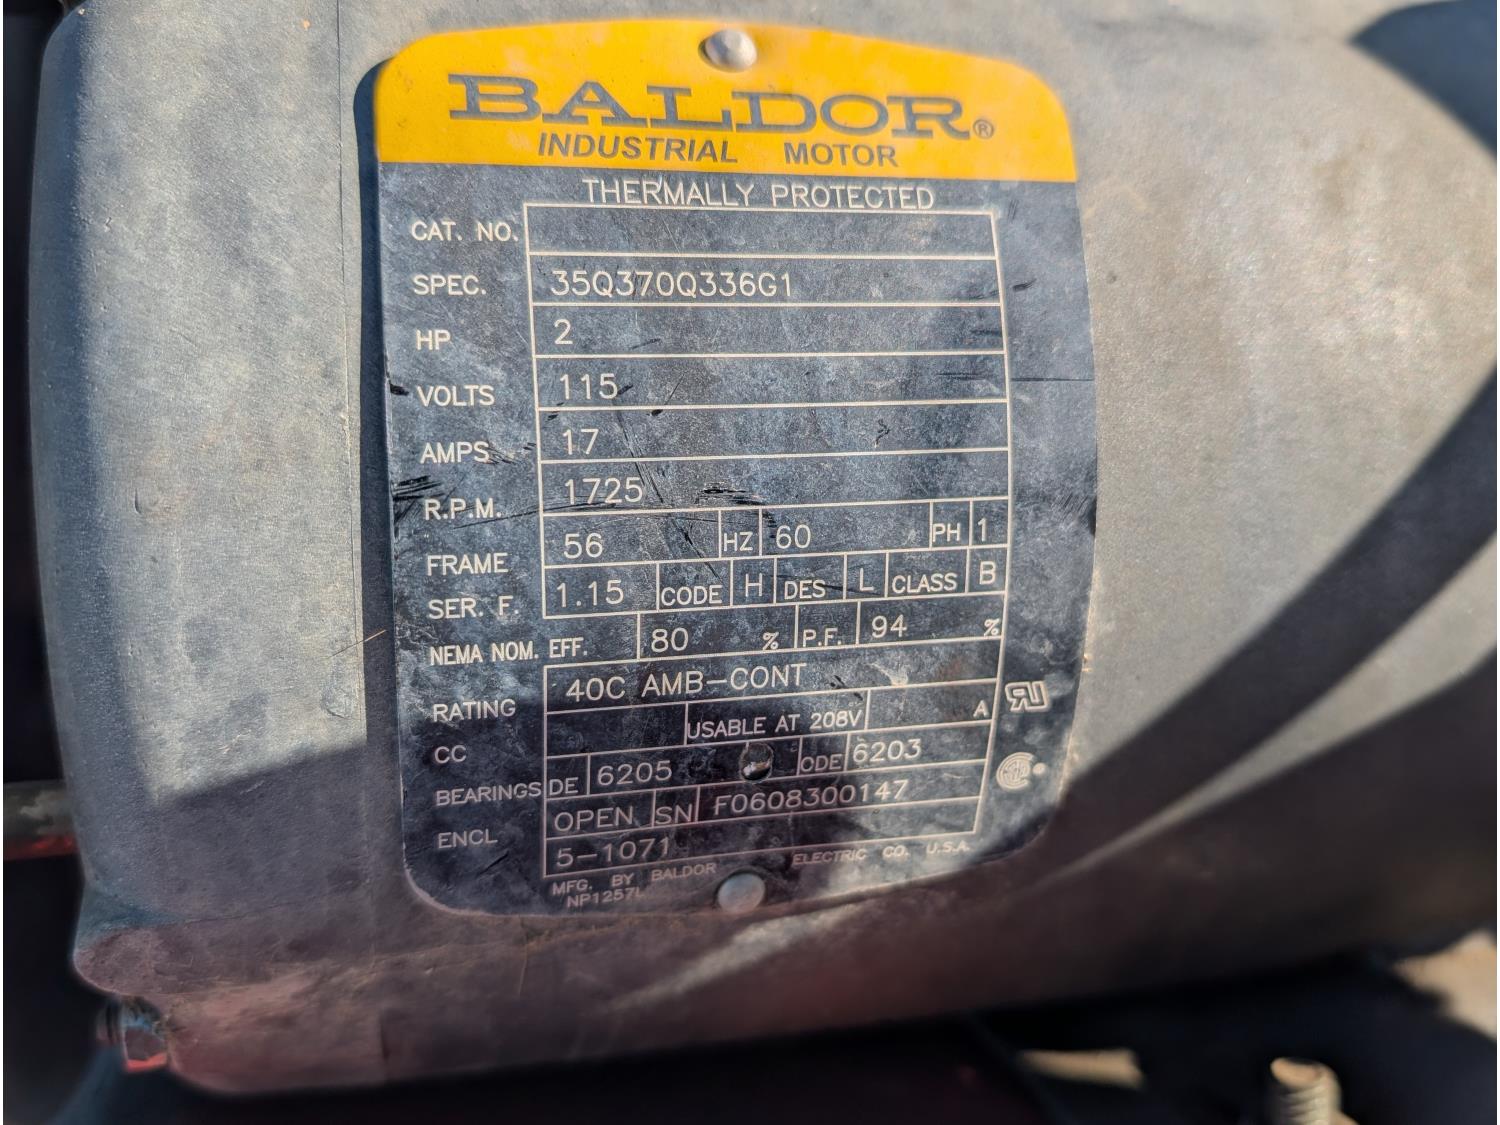 BALDOR®
INDUSTRIAL MOTOR
THERMALLY PROTECTED
CAT. NO.
SPEC. 35Q370Q336G1
HP 2
VOLTS 115
AMPS 17
R.P.M. 1725
FRAME 56 HZ 60 PH 1
SER. F. 1.15 CODE H DES L CLASS B
NEMA NOM. EFF. 80 % P.F. 94 %
RATING 40C AMB-CONT
CC USABLE AT 208V A
BEARINGS DE 6205 ODE 6203
ENCL OPEN SN F0608300147
5-1071
MFG. BY BALDOR ELECTRIC CO. U.S.A.
NP1257L